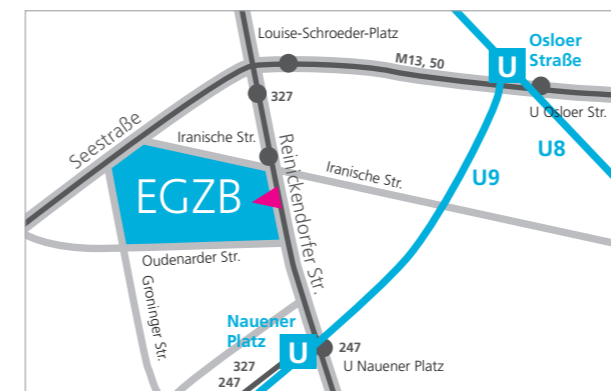 Louise-Schroeder-Platz
Osloer
Straße
M13, 50
U
327
U Osloer Str.
Seestraße
Iranische Str.
U8
Iranische Str.
U9
EGZB
Reinickendorfer Str.
Oudenarder Str.
Groninger Str.
Nauener
Platz
U
247
327
U Nauener Platz
247